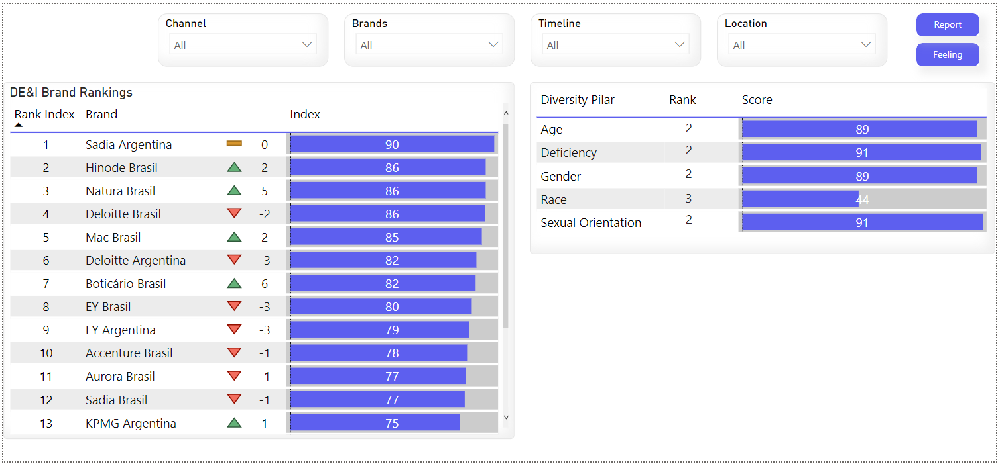 Channel
All
Brands
All
Timeline
All
Location
All
Report
Feeling
DE&I Brand Rankings
Rank Index Brand Index
1 Sadia Argentina 0 90
2 Hinode Brasil 2 86
3 Natura Brasil 5 86
4 Deloitte Brasil -2 86
5 Mac Brasil 2 85
6 Deloitte Argentina -3 82
7 Boticário Brasil 6 82
8 EY Brasil -3 80
9 EY Argentina -3 79
10 Accenture Brasil -1 78
11 Aurora Brasil -1 77
12 Sadia Brasil -1 77
13 KPMG Argentina 1 75
Diversity Pilar Rank Score
Age 2 89
Deficiency 2 91
Gender 2 89
Race 3 44
Sexual Orientation 2 91